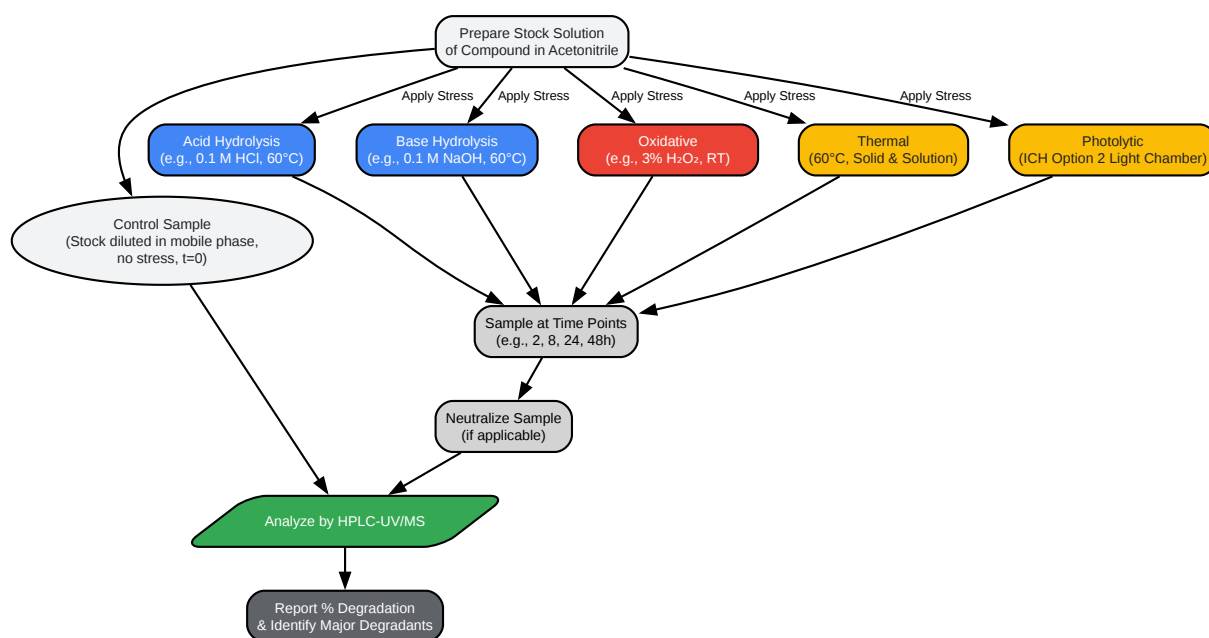 Prepare Stock Solution
of Compound in Acetonitrile
Apply Stress
Apply Stress
Apply Stress
Apply Stress
Apply Stress
Acid Hydrolysis
(e.g., 0.1 M HCl, 60°C)
Base Hydrolysis
(e.g., 0.1 M NaOH, 60°C)
Oxidative
(e.g., 3% H₂O₂, RT)
Thermal
(60°C, Solid & Solution)
Photolytic
(ICH Option 2 Light Chamber)
Control Sample
(Stock diluted in mobile phase,
no stress, t=0)
Sample at Time Points
(e.g., 2, 8, 24, 48h)
Neutralize Sample
(if applicable)
Analyze by HPLC-UV/MS
Report % Degradation
& Identify Major Degradants